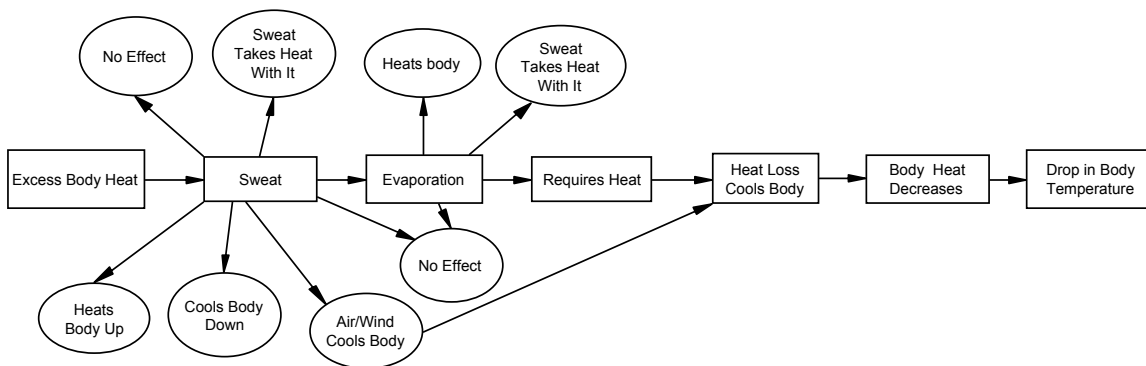 No Effect
Sweat
Takes Heat
With It
Heats body
Sweat
Takes Heat
With It
Excess Body Heat
Sweat
Evaporation
Requires Heat
Heat Loss
Cools Body
Body Heat
Decreases
Drop in Body
Temperature
No Effect
Heats
Body Up
Cools Body
Down
Air/Wind
Cools Body